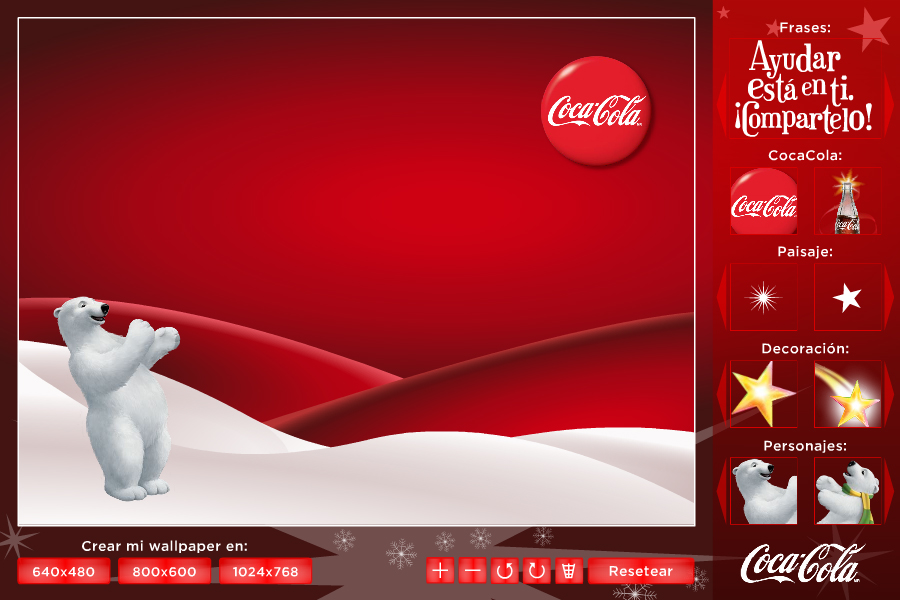 Coca-Cola
Frases:
Ayudar
está en ti.
¡Compartelo!
CocaCola:
Coca-Cola
Coca-Cola
Paisaje:
Decoración:
Personajes:
Crear mi wallpaper en:
640x480
800x600
1024x768
Resetear
Coca-Cola